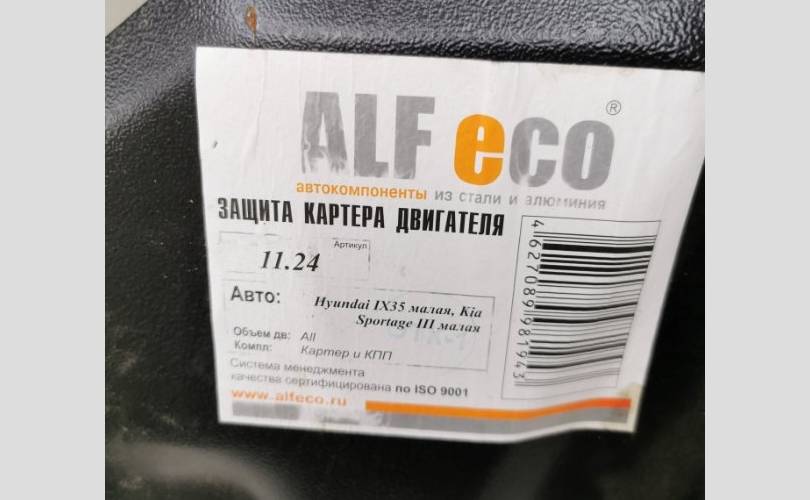 ALF eco ®
автокомпоненты из стали и алюминия
ЗАЩИТА КАРТЕРА ДВИГАТЕЛЯ
Артикул
11.24
Авто: Hyundai IX35 малая, Kia
Sportage III малая
Объем дв: All
Компл: Картер и КПП
Система менеджмента
качества сертифицирована по ISO 9001
www.alfeco.ru
4627089981943